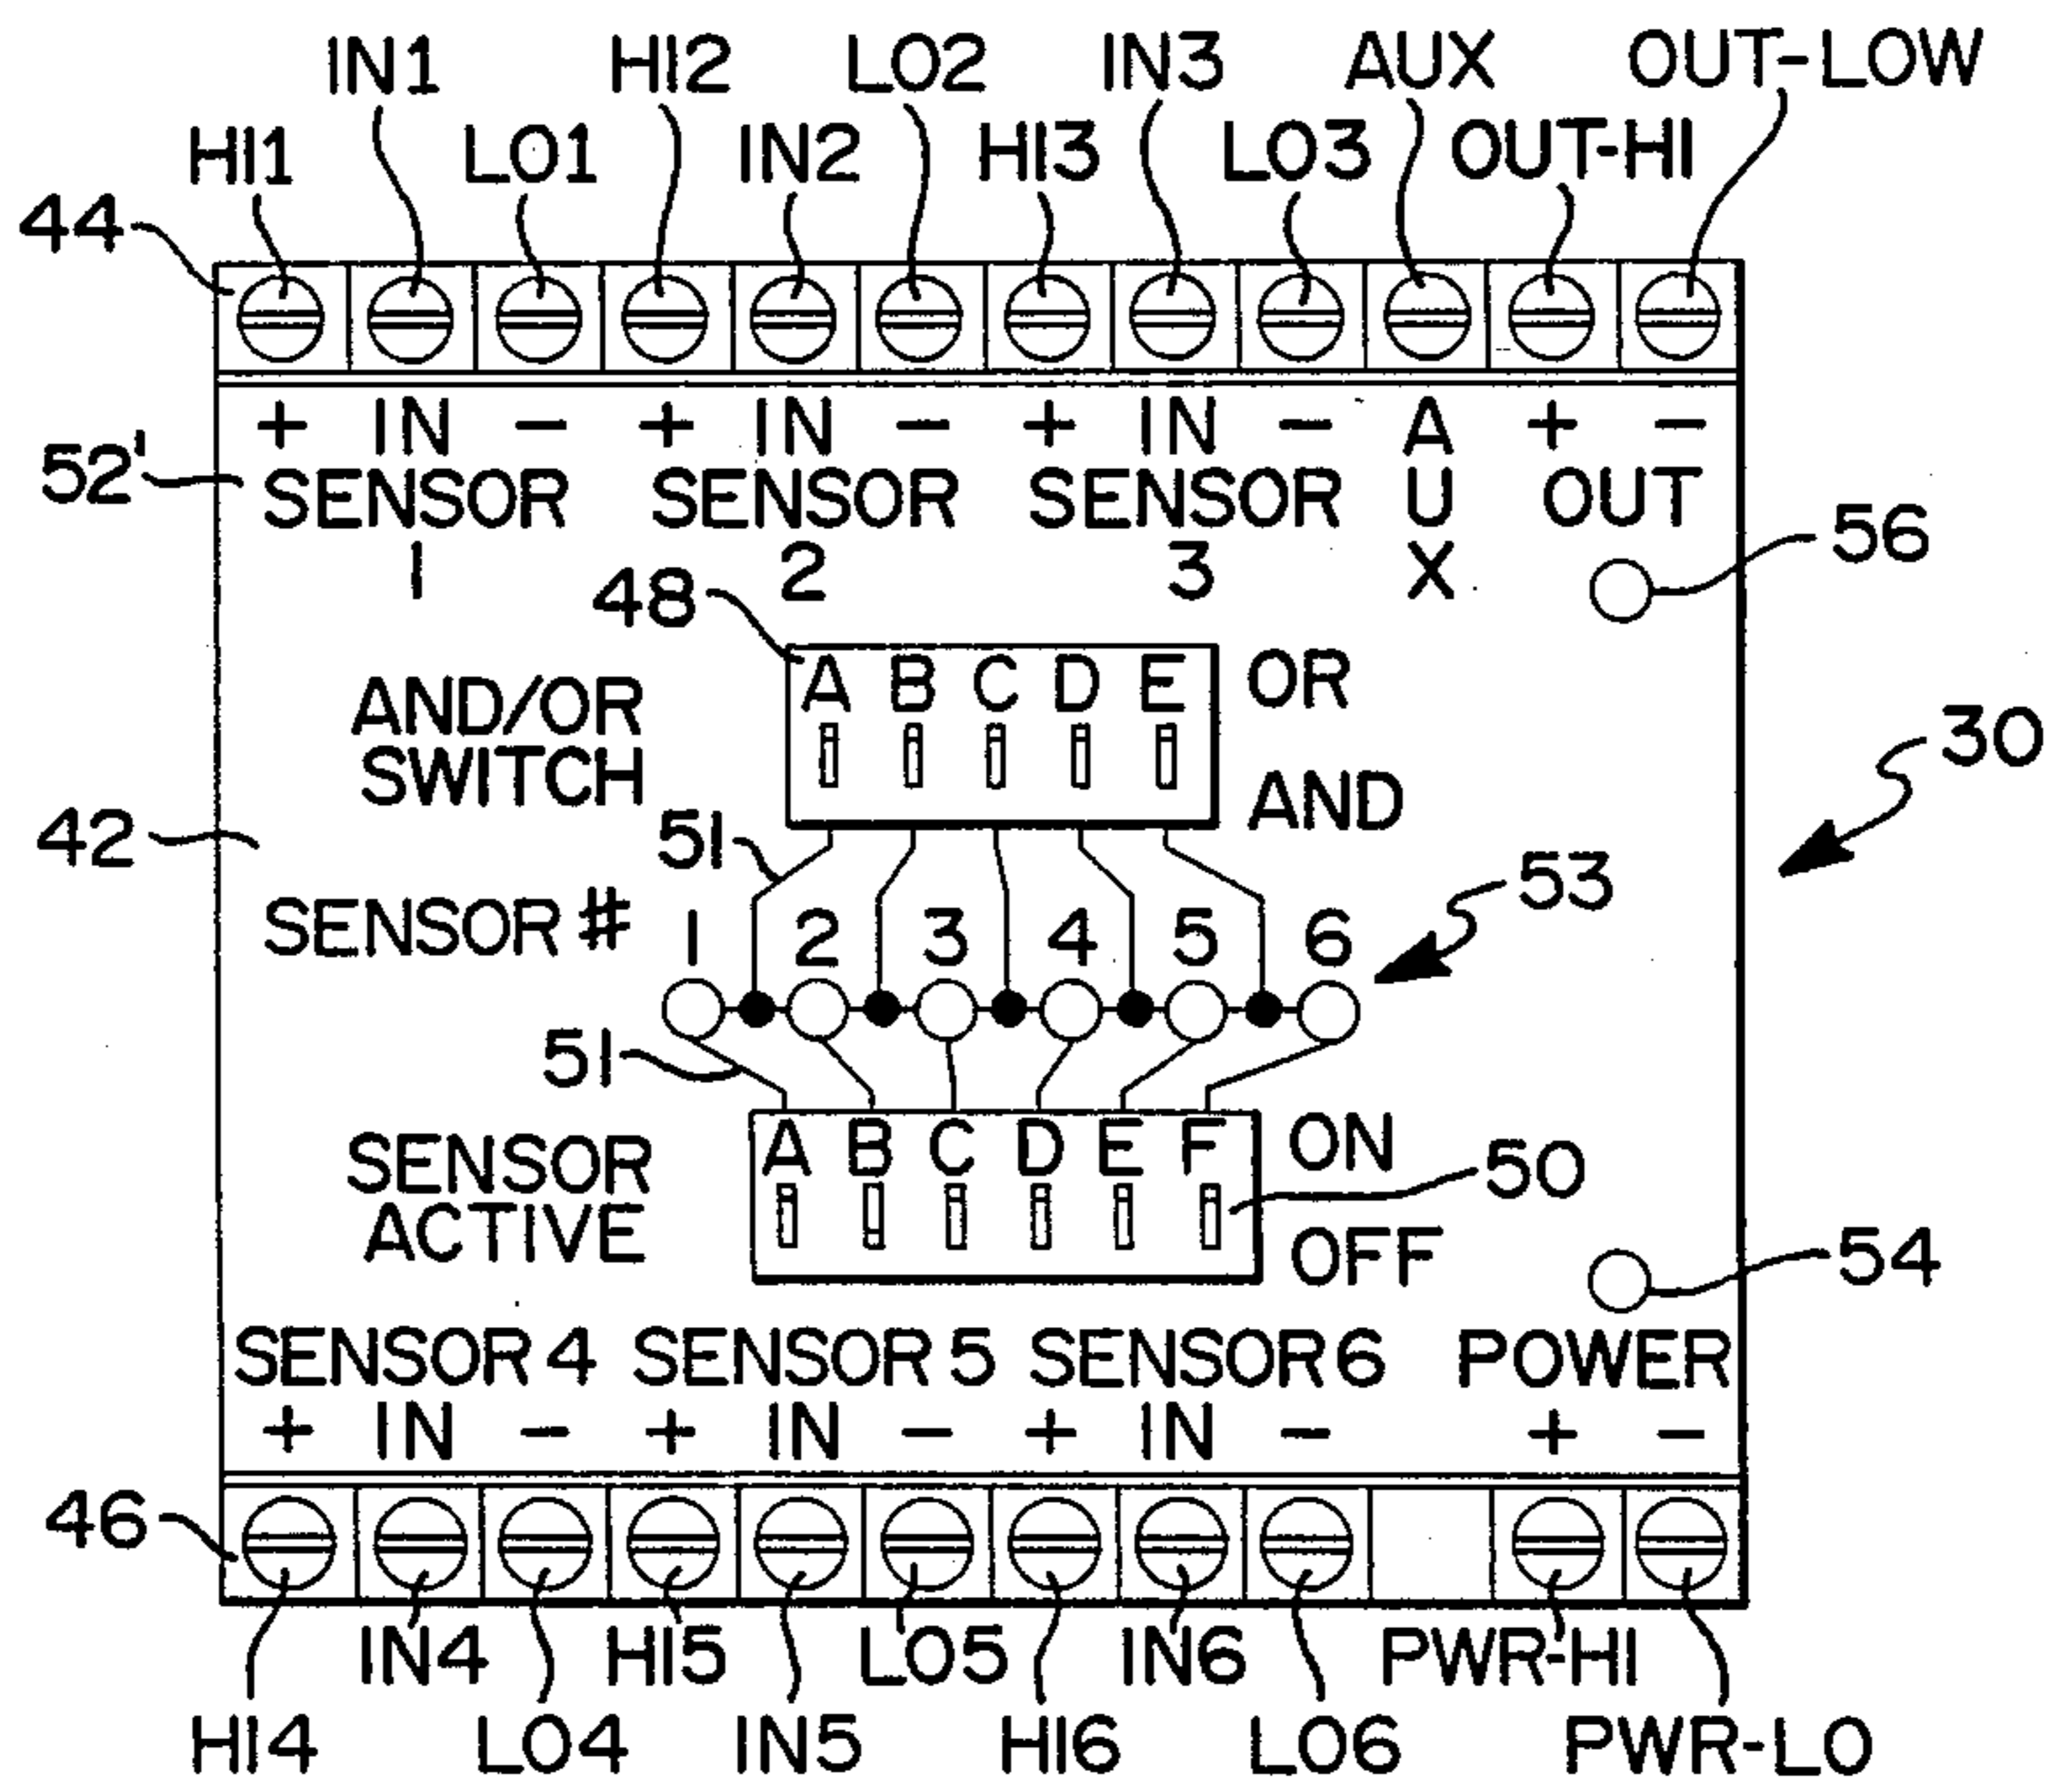 IN1 HI2 LO2 IN3 AUX OUT-LOW
HI1 LO1 IN2 HI3 LO3 OUT-HI
44
+ IN - + IN - + IN - A + -
52' SENSOR SENSOR SENSOR U OUT
1 2 3 X 56
48
A B C D E OR
AND/OR
SWITCH
30
AND
42 51
53
SENSOR # 1 2 3 4 5 6
51
A B C D E F ON
SENSOR
ACTIVE
50
OFF 54
SENSOR 4 SENSOR 5 SENSOR 6 POWER
+ IN - + IN - + IN - + -
46
IN4 HI5 LO5 IN6 PWR-HI
HI4 LO4 IN5 HI6 LO6 PWR-LO